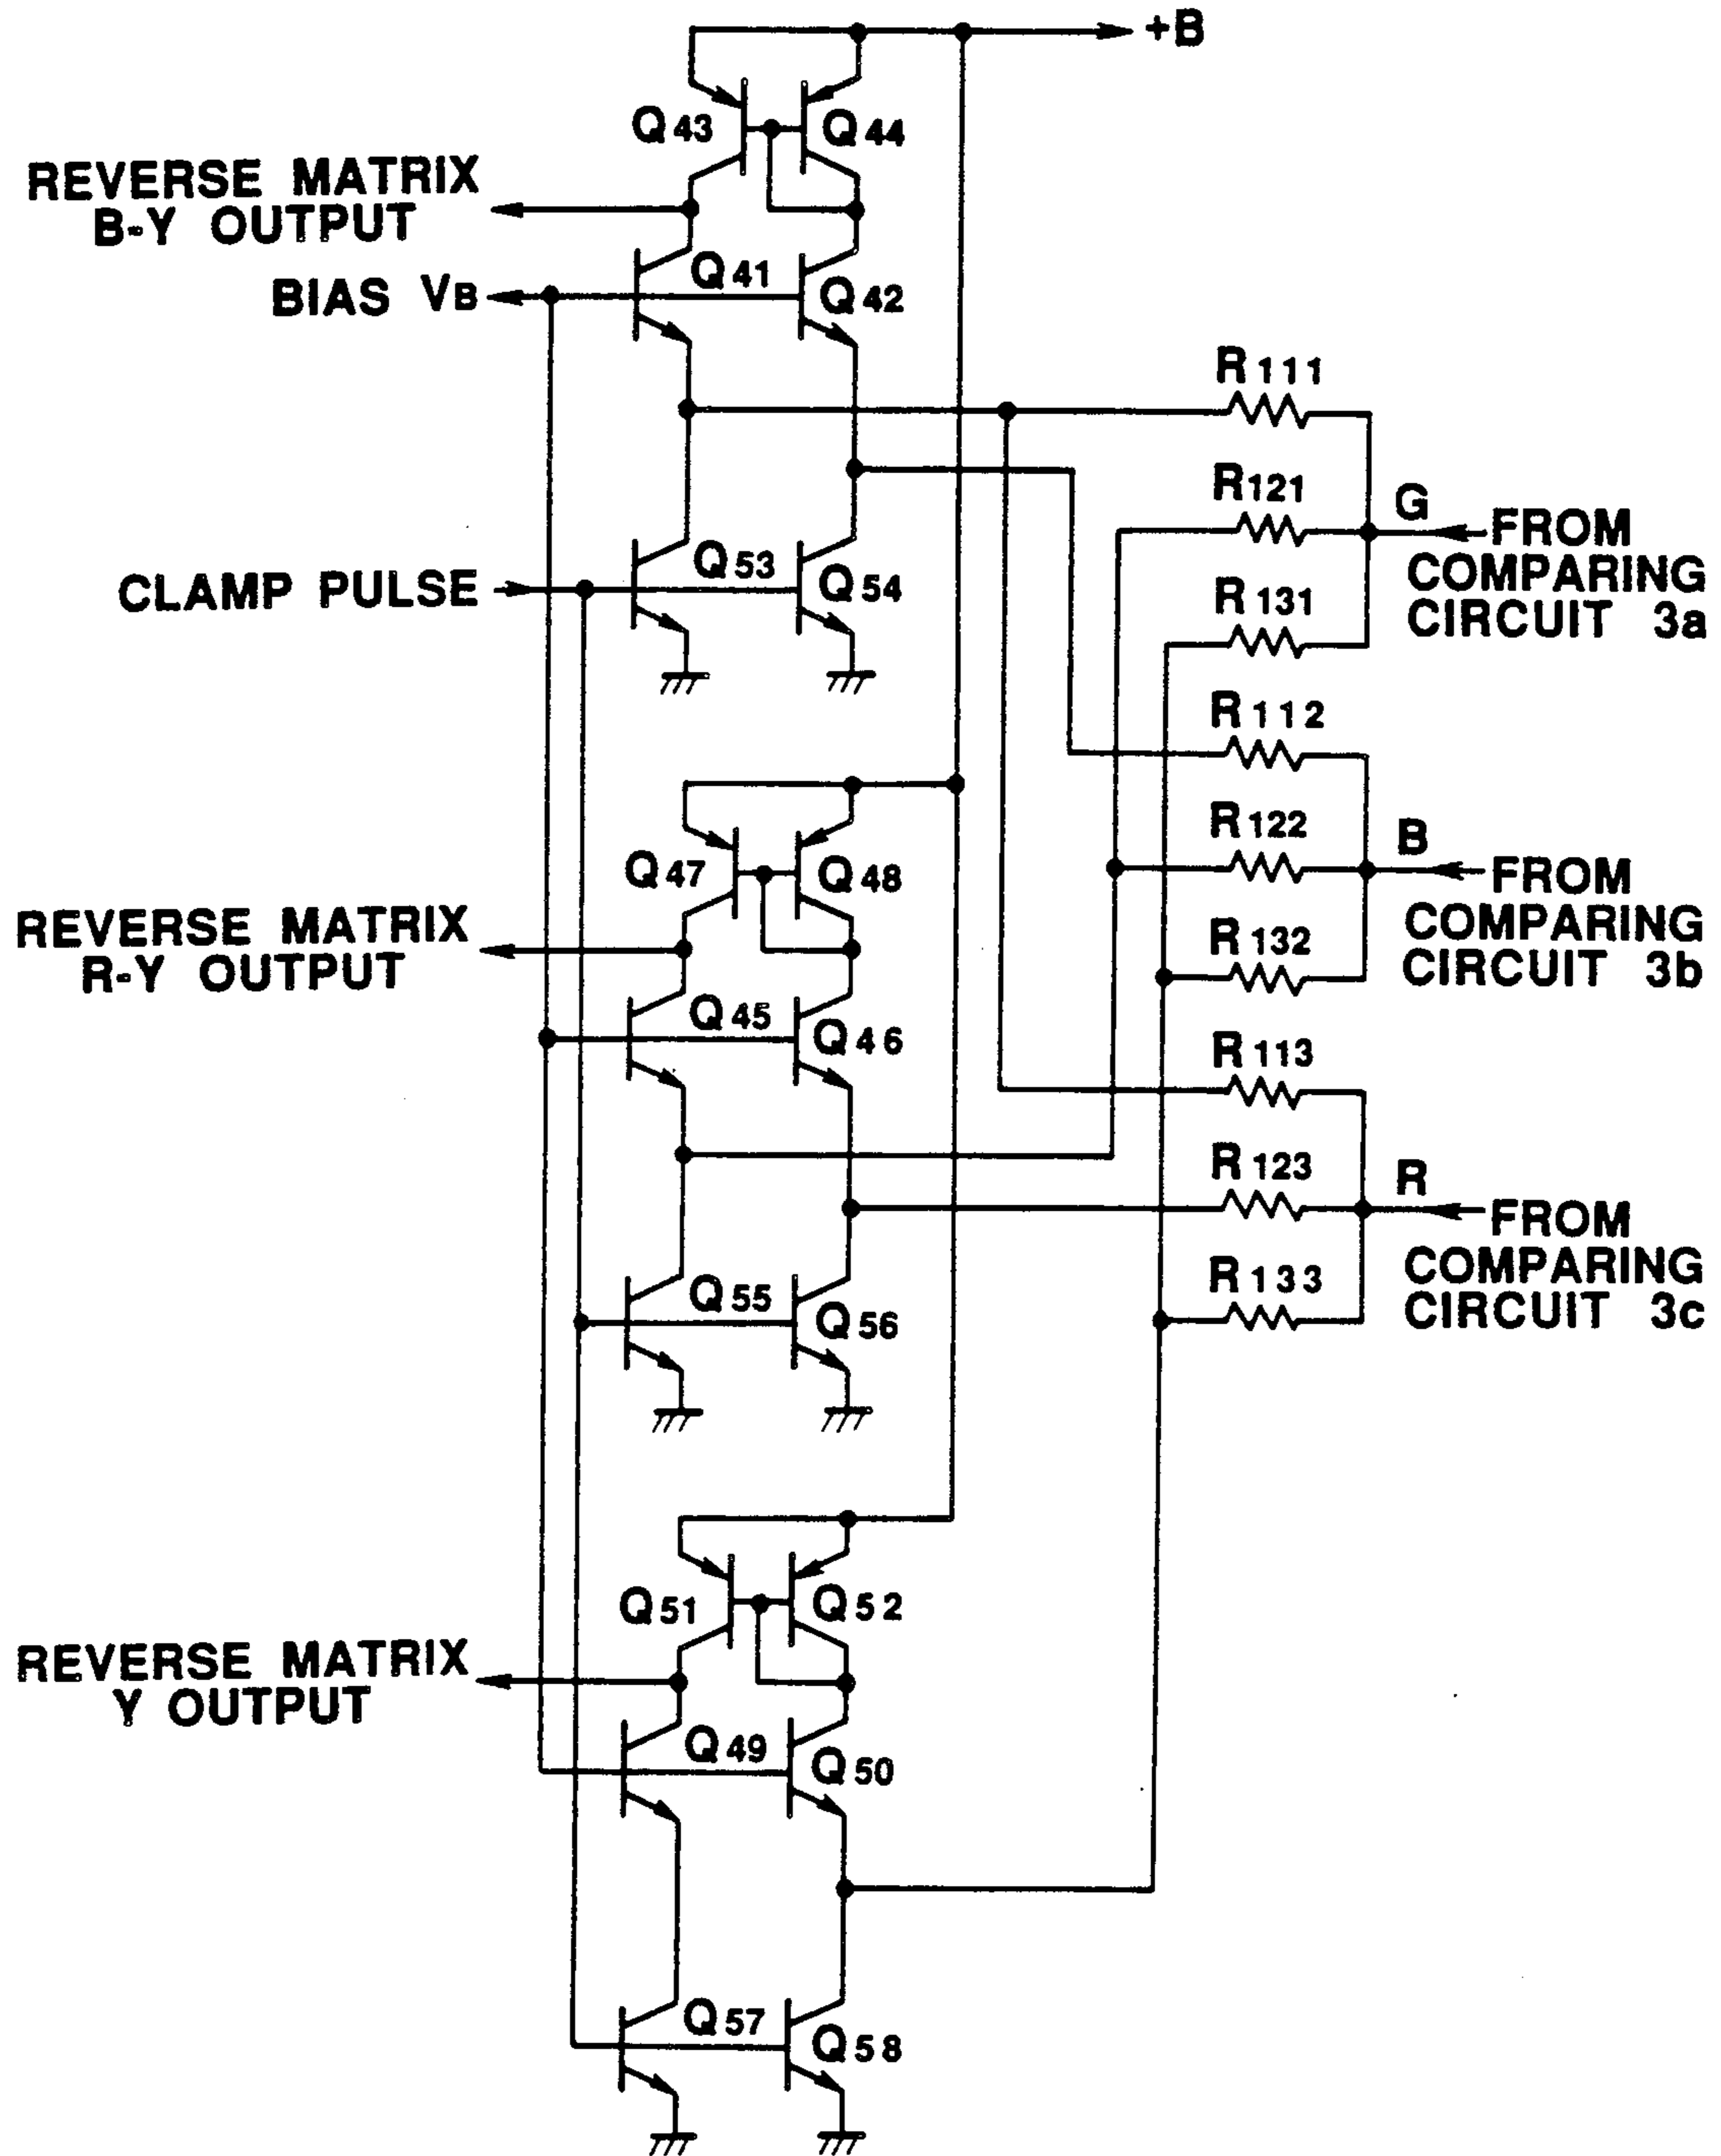 +B
Q43
Q44
REVERSE MATRIX
B-Y OUTPUT
Q41
BIAS VB
Q42
R111
R121
G
FROM
COMPARING
CIRCUIT 3a
Q53
Q54
CLAMP PULSE
R131
R112
R122
B
FROM
COMPARING
CIRCUIT 3b
Q47
Q48
REVERSE MATRIX
R-Y OUTPUT
R132
Q45
Q46
R113
R123
R
FROM
COMPARING
CIRCUIT 3c
R133
Q55
Q56
Q51
Q52
REVERSE MATRIX
Y OUTPUT
Q49
Q50
Q57
Q58